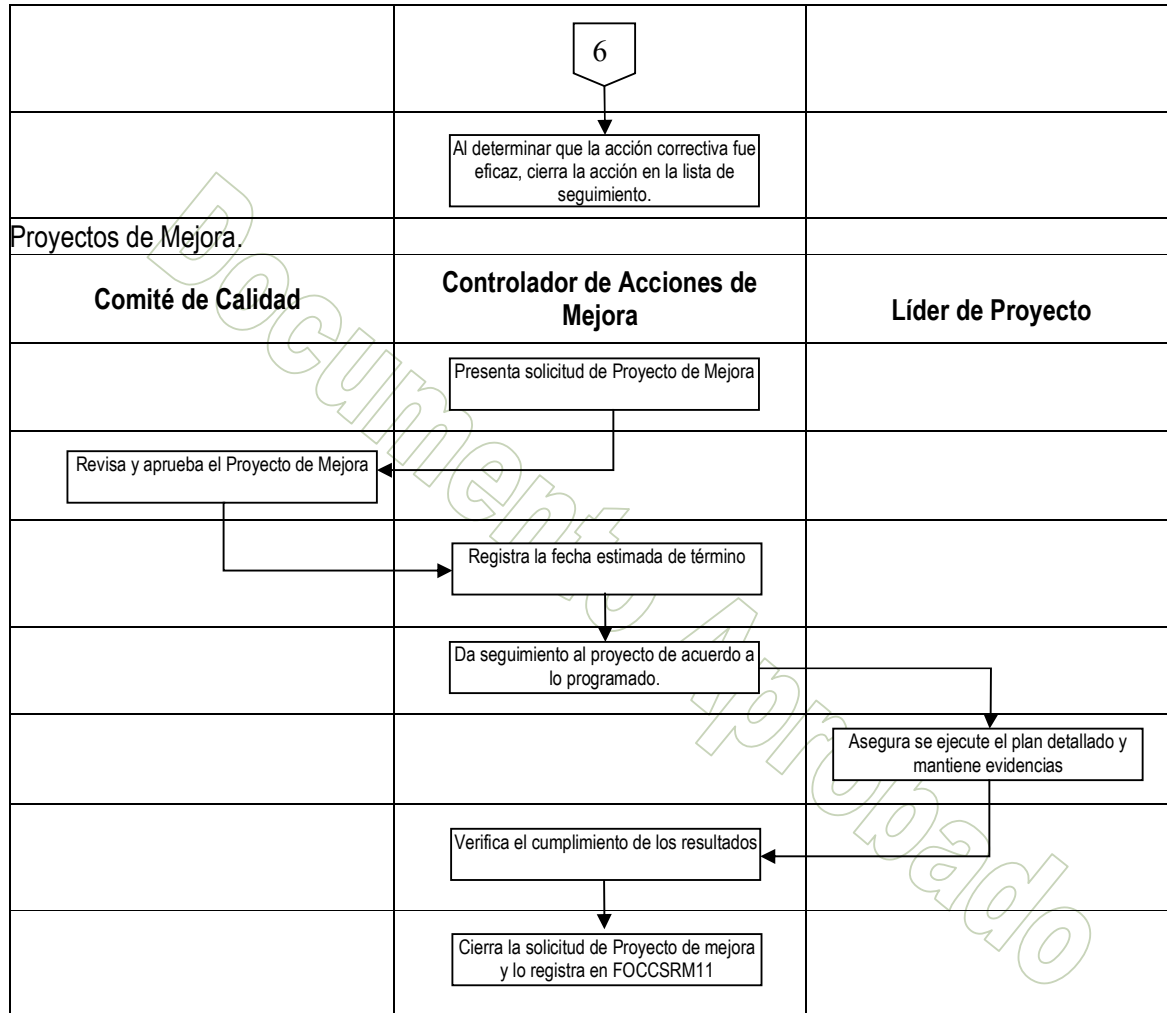 6
Al determinar que la acción correctiva fue
eficaz, cierra la acción en la lista de
seguimiento.
Proyectos de Mejora.
Comité de Calidad
Controlador de Acciones de
Mejora
Líder de Proyecto
Presenta solicitud de Proyecto de Mejora
Revisa y aprueba el Proyecto de Mejora
Registra la fecha estimada de término
Da seguimiento al proyecto de acuerdo a
lo programado.
Asegura se ejecute el plan detallado y
mantiene evidencias
Verifica el cumplimiento de los resultados
Cierra la solicitud de Proyecto de mejora
y lo registra en FOCCSRM11
Documento Aprobado